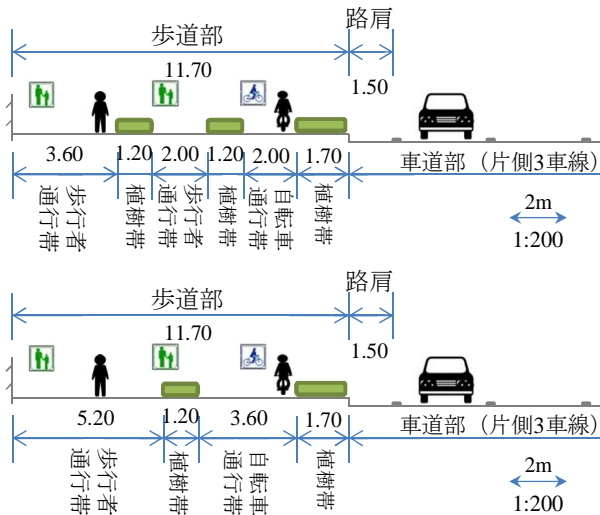 歩道部
路肩
11.70
1.50
3.60
1.20
2.00
1.20
2.00
1.70
車道部（片側3車線）
歩行者
通行帯
植樹帯
歩行者
通行帯
植樹帯
自転車
通行帯
植樹帯
2m
1:200
歩道部
路肩
11.70
1.50
5.20
1.20
3.60
1.70
車道部（片側3車線）
歩行者
通行帯
植樹帯
自転車
通行帯
植樹帯
2m
1:200